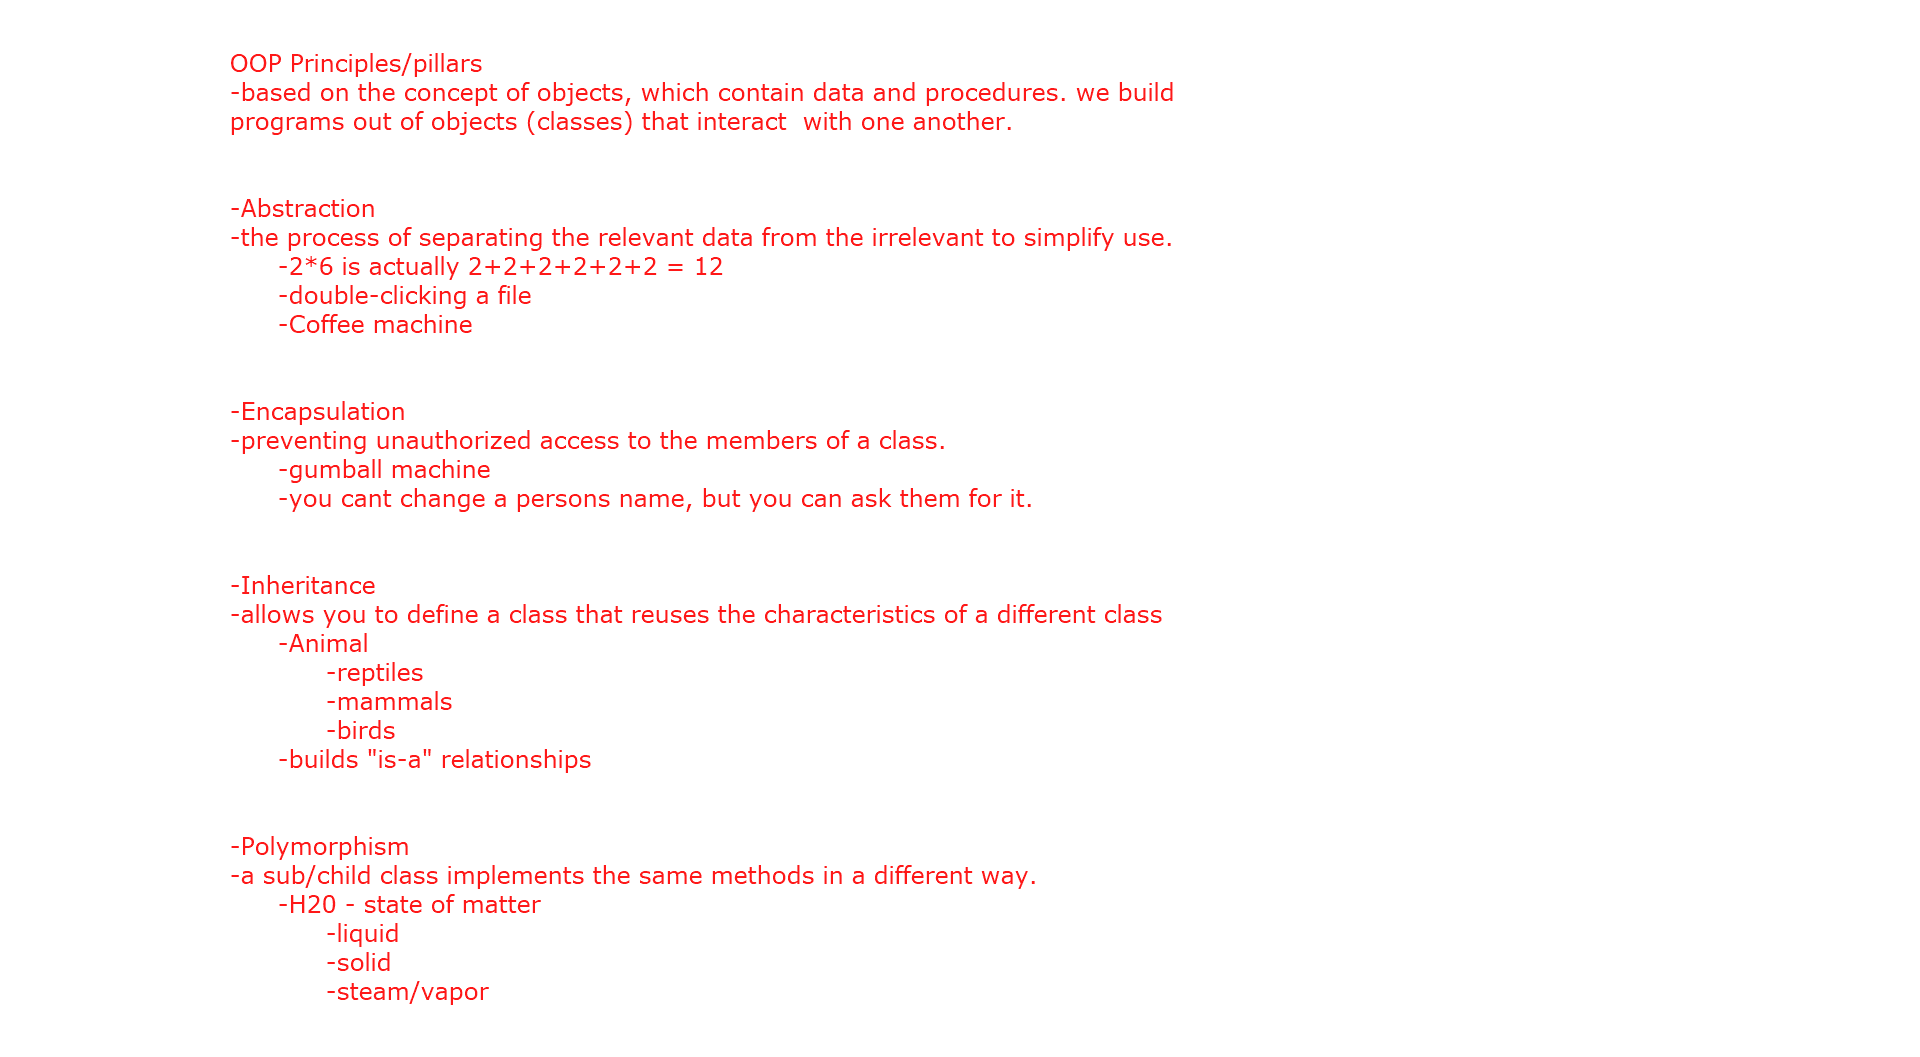 OOP Principles/pillars
-based on the concept of objects, which contain data and procedures. we build
programs out of objects (classes) that interact  with one another.
-Abstraction
-the process of separating the relevant data from the irrelevant to simplify use.
-2*6 is actually 2+2+2+2+2+2 = 12
-double-clicking a file
-Coffee machine
-Encapsulation
-preventing unauthorized access to the members of a class.
-gumball machine
-you cant change a persons name, but you can ask them for it.
-Inheritance
-allows you to define a class that reuses the characteristics of a different class
-Animal
-reptiles
-mammals
-birds
-builds "is-a" relationships
-Polymorphism
-a sub/child class implements the same methods in a different way.
-H20 - state of matter
-liquid
-solid
-steam/vapor